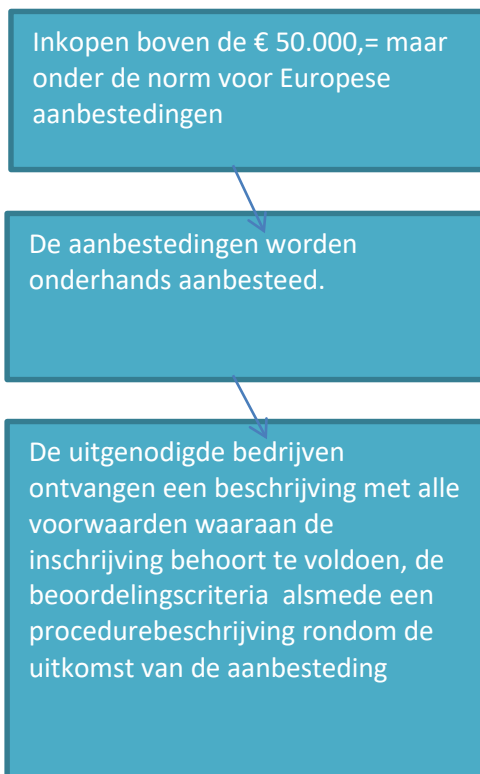 Inkopen boven de € 50.000,= maar
onder de norm voor Europese
aanbestedingen
De aanbestedingen worden
onderhands aanbesteed.
De uitgenodigde bedrijven
ontvangen een beschrijving met alle
voorwaarden waaraan de
inschrijving behoort te voldoen, de
beoordelingscriteria  alsmede een
procedurebeschrijving rondom de
uitkomst van de aanbesteding